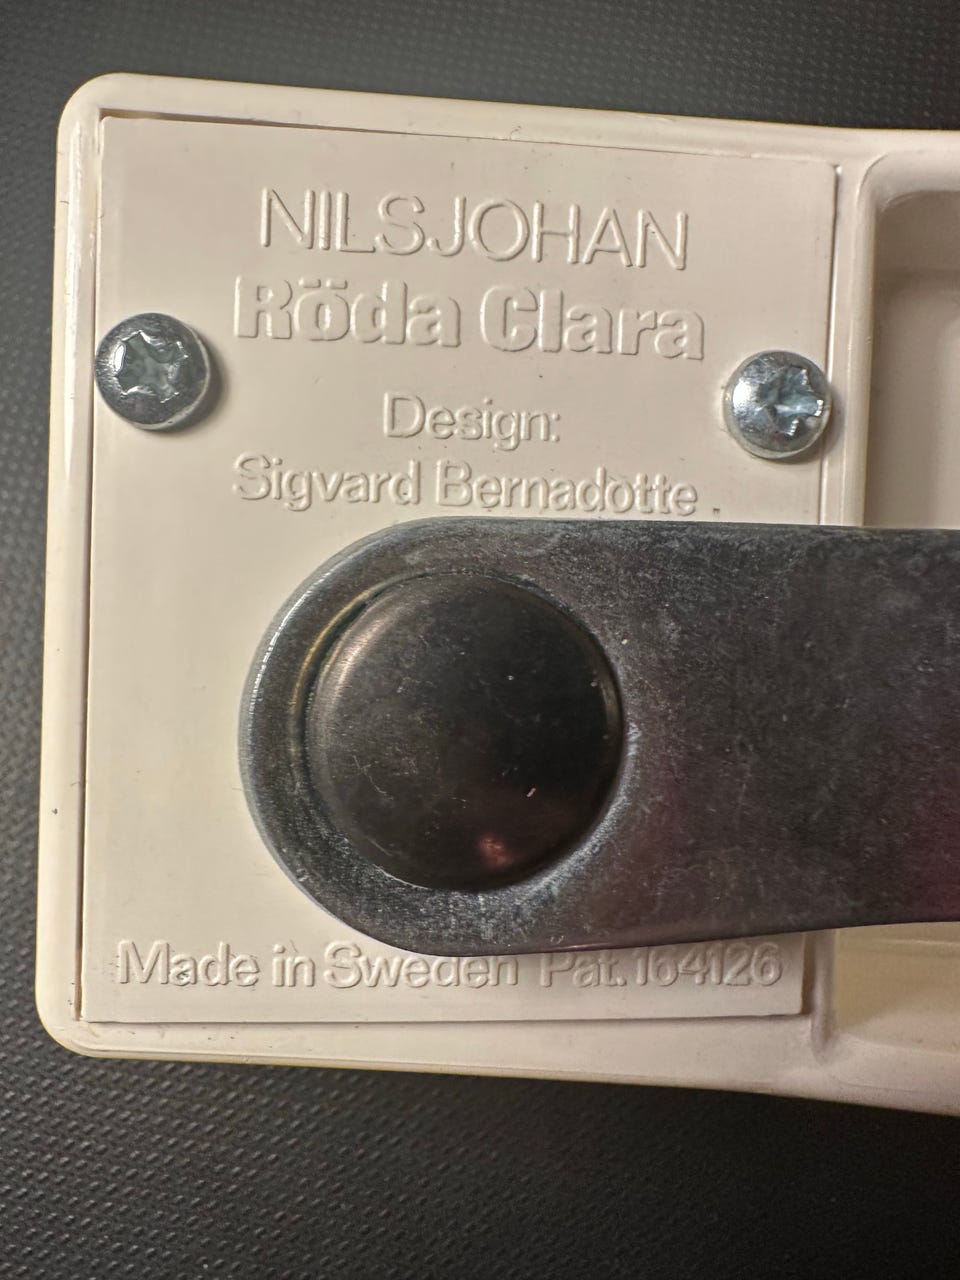 NILSJOHAN
Röda Clara
Design:
Sigvard Bernadotte
Made in Sweden Pat. 164126